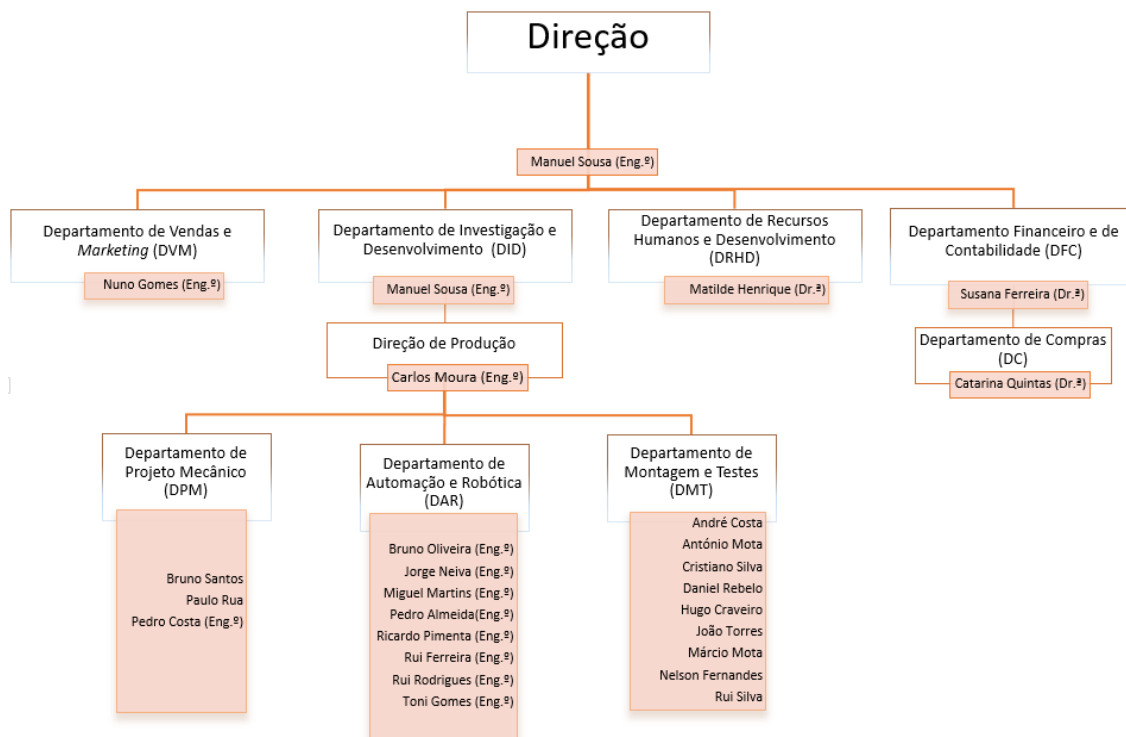 Direção
Manuel Sousa (Eng.º)
Departamento de Vendas e
Marketing (DVM)
Nuno Gomes (Eng.º)
Departamento de Investigação e
Desenvolvimento (DID)
Manuel Sousa (Eng.º)
Departamento de Recursos
Humanos e Desenvolvimento
(DRHD)
Matilde Henrique (Dr.ª)
Departamento Financeiro e de
Contabilidade (DFC)
Susana Ferreira (Dr.ª)
Direção de Produção
Carlos Moura (Eng.º)
Departamento de Compras
(DC)
Catarina Quintas (Dr.ª)
Departamento de
Projeto Mecânico
(DPM)
Bruno Santos
Paulo Rua
Pedro Costa (Eng.º)
Departamento de
Automação e Robótica
(DAR)
Bruno Oliveira (Eng.º)
Jorge Neiva (Eng.º)
Miguel Martins (Eng.º)
Pedro Almeida(Eng.º)
Ricardo Pimenta (Eng.º)
Rui Ferreira (Eng.º)
Rui Rodrigues (Eng.º)
Toni Gomes (Eng.º)
Departamento de
Montagem e Testes
(DMT)
André Costa
António Mota
Cristiano Silva
Daniel Rebelo
Hugo Craveiro
João Torres
Márcio Mota
Nelson Fernandes
Rui Silva